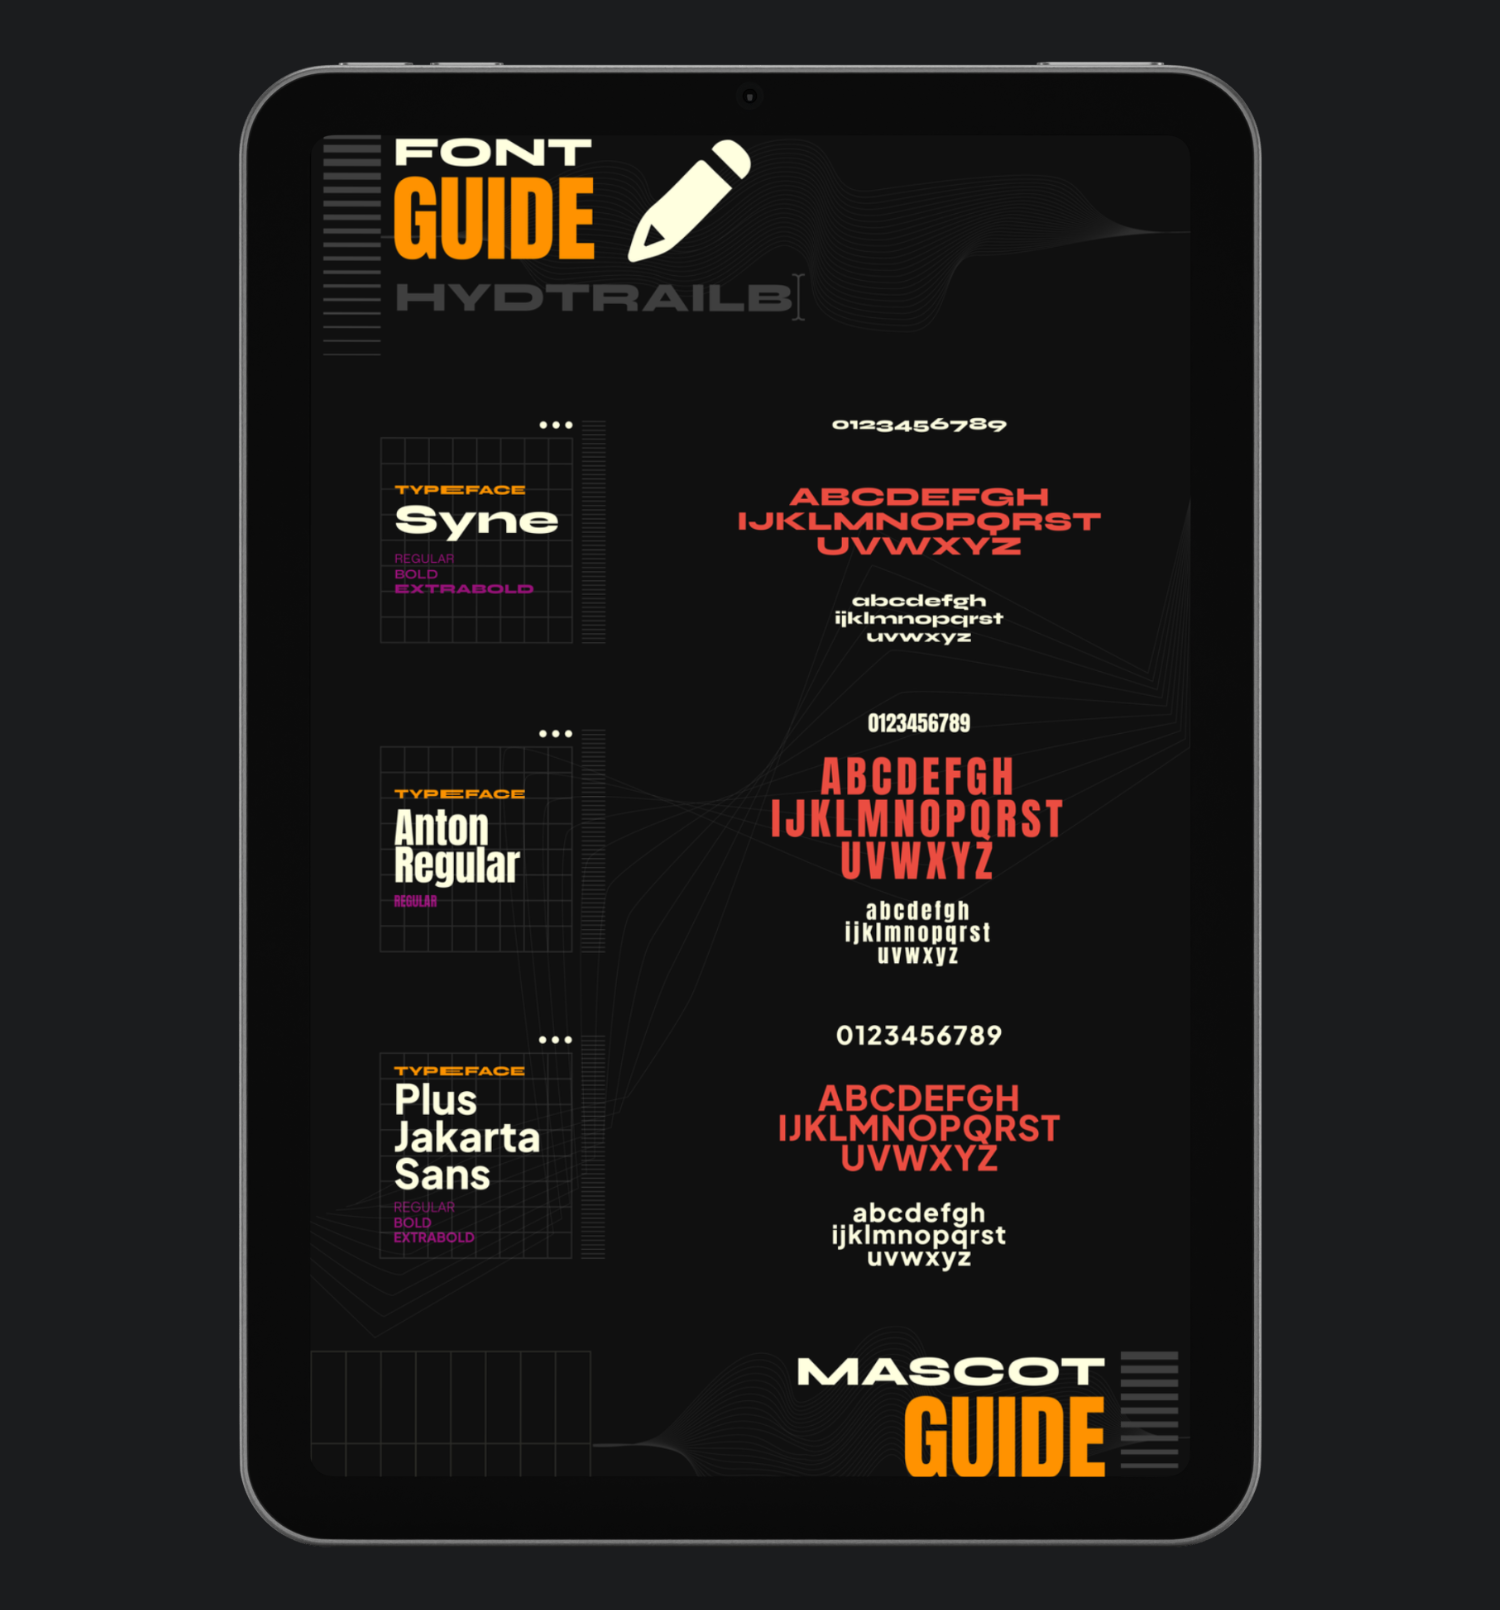 FONT
GUIDE
HYDTRAILB
TYPEFACE
Syne
REGULAR
BOLD
EXTRABOLD
0123456789
ABCDEFGH
IJKLMNOPQRST
UVWXYZ
abcdefgh
ijklmnopqrst
uvwxyz
TYPEFACE
Anton
Regular
REGULAR
0123456789
ABCDEFGH
IJKLMNOPQRST
UVWXYZ
abcdefgh
ijklmnopqrst
uvwxyz
TYPEFACE
Plus
Jakarta
Sans
REGULAR
BOLD
EXTRABOLD
0123456789
ABCDEFGH
IJKLMNOPQRST
UVWXYZ
abcdefgh
ijklmnopqrst
uvwxyz
MASCOT
GUIDE